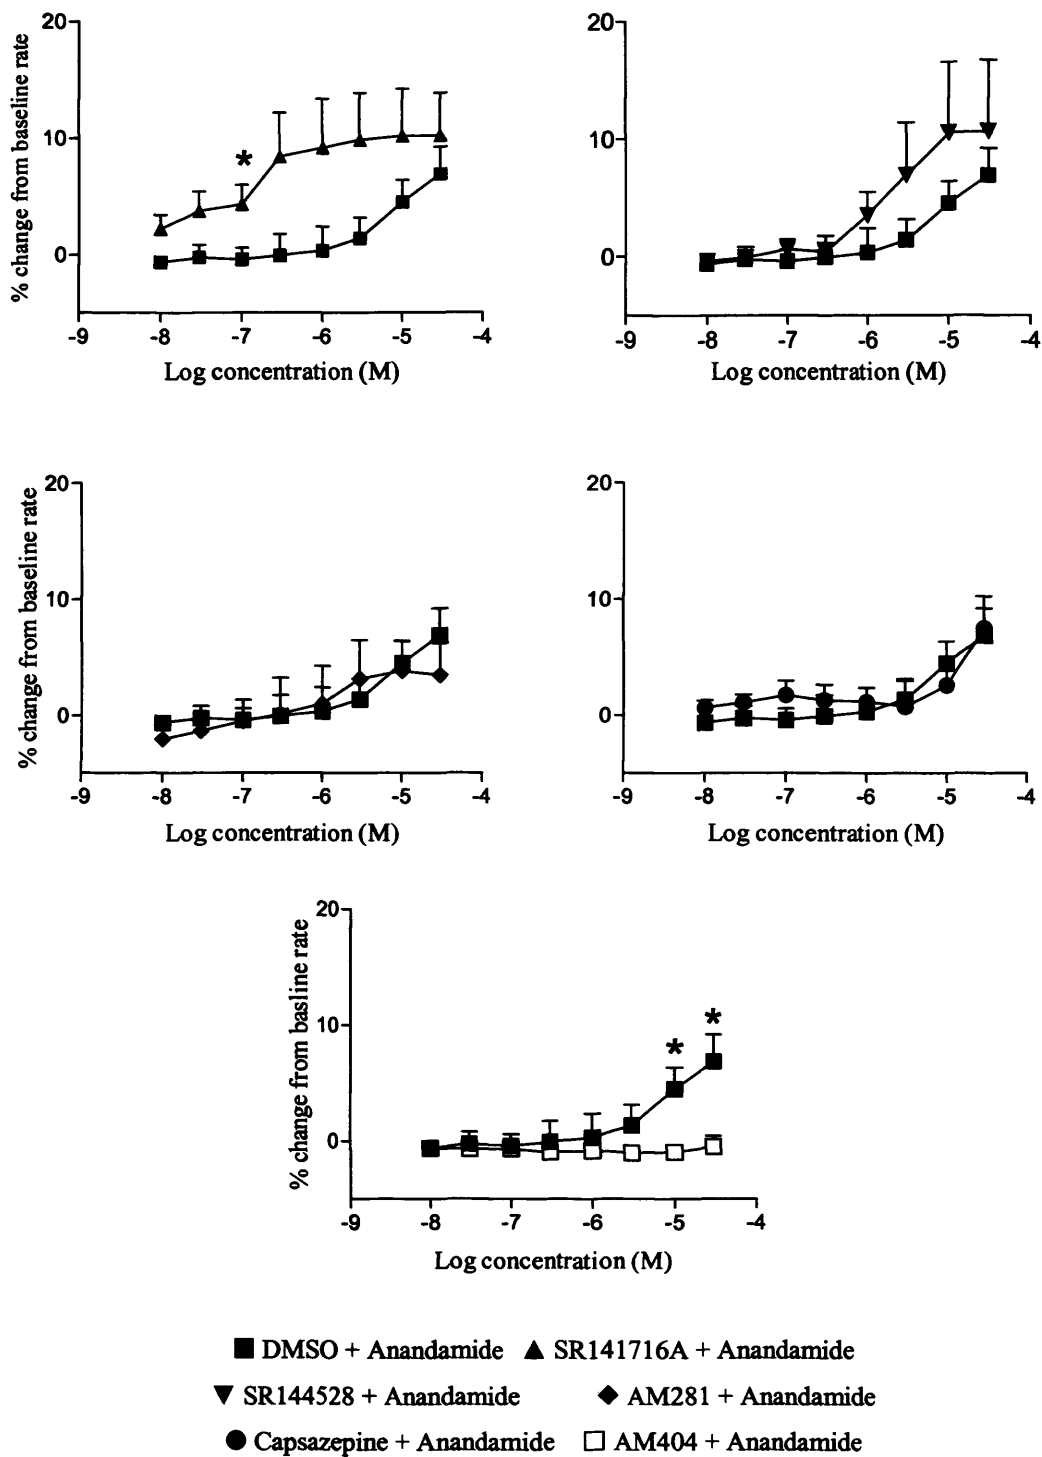 20
10
0
% change from baseline rate
*
-9 -8 -7 -6 -5 -4
Log concentration (M)
20
10
0
-9 -8 -7 -6 -5 -4
Log concentration (M)
20
10
0
% change from baseline rate
-9 -8 -7 -6 -5 -4
Log concentration (M)
20
10
0
-9 -8 -7 -6 -5 -4
Log concentration (M)
20
10
0
% change from basline rate
* *
-9 -8 -7 -6 -5 -4
Log concentration (M)
DMSO + Anandamide SR141716A + Anandamide
SR144528 + Anandamide AM281 + Anandamide
Capsazepine + Anandamide AM404 + Anandamide